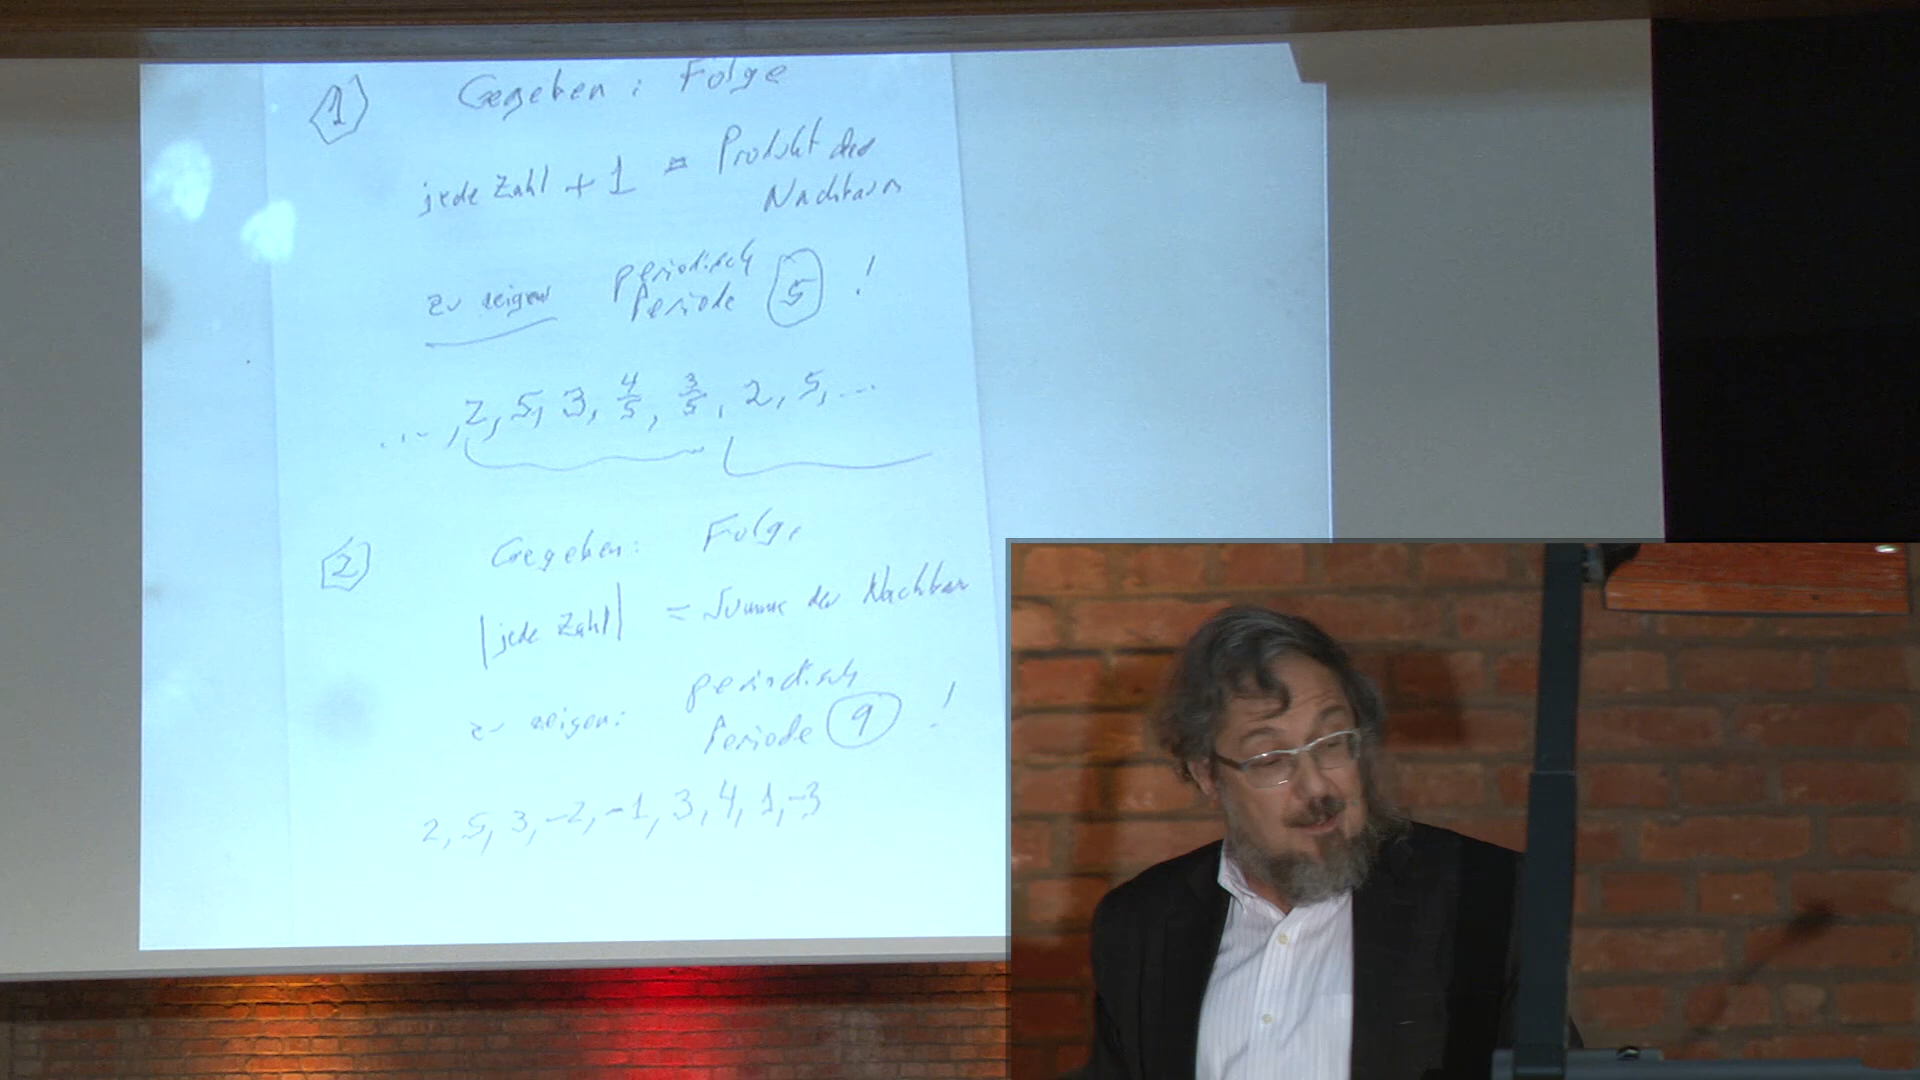 1 Gegeben : Folge
jede Zahl + 1 = Produkt der
Nachbarn
zu zeigen periodisch
Periode 5 !
... , 2, 5, 3, 4/5, 3/5, 2, 5, ...
2 Gegeben: Folge
|jede Zahl| = Summe der Nachbar
zu zeigen: periodisch
Periode 9 !
2, 5, 3, -2, -1, 3, 4, 1, -3